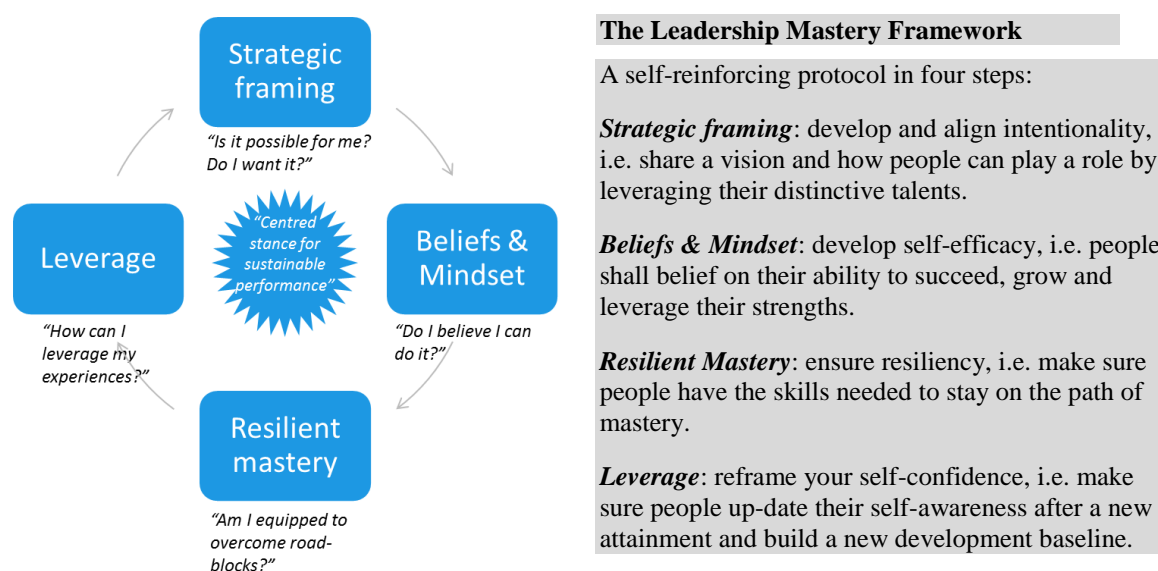 Strategic
framing
“Is it possible for me?
Do I want it?”
“Centred
stance for
sustainable
performance”
Leverage
“How can I
leverage my
experiences?”
Beliefs &
Mindset
“Do I believe I can
do it?”
Resilient
mastery
“Am I equipped to
overcome road-
blocks?”
The Leadership Mastery Framework
A self-reinforcing protocol in four steps:
Strategic framing: develop and align intentionality,
i.e. share a vision and how people can play a role by
leveraging their distinctive talents.
Beliefs & Mindset: develop self-efficacy, i.e. people
shall belief on their ability to succeed, grow and
leverage their strengths.
Resilient Mastery: ensure resiliency, i.e. make sure
people have the skills needed to stay on the path of
mastery.
Leverage: reframe your self-confidence, i.e. make
sure people up-date their self-awareness after a new
attainment and build a new development baseline.